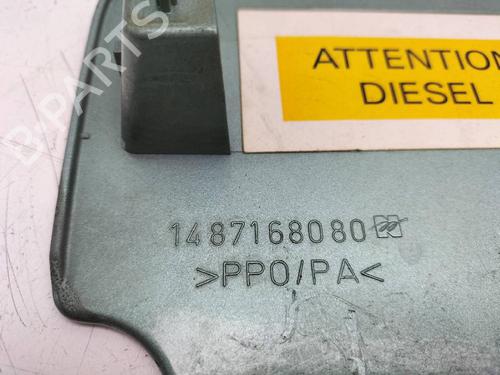 ATTENTION
DIESEL
1487168080
>PPO/PA<
B-PARTS